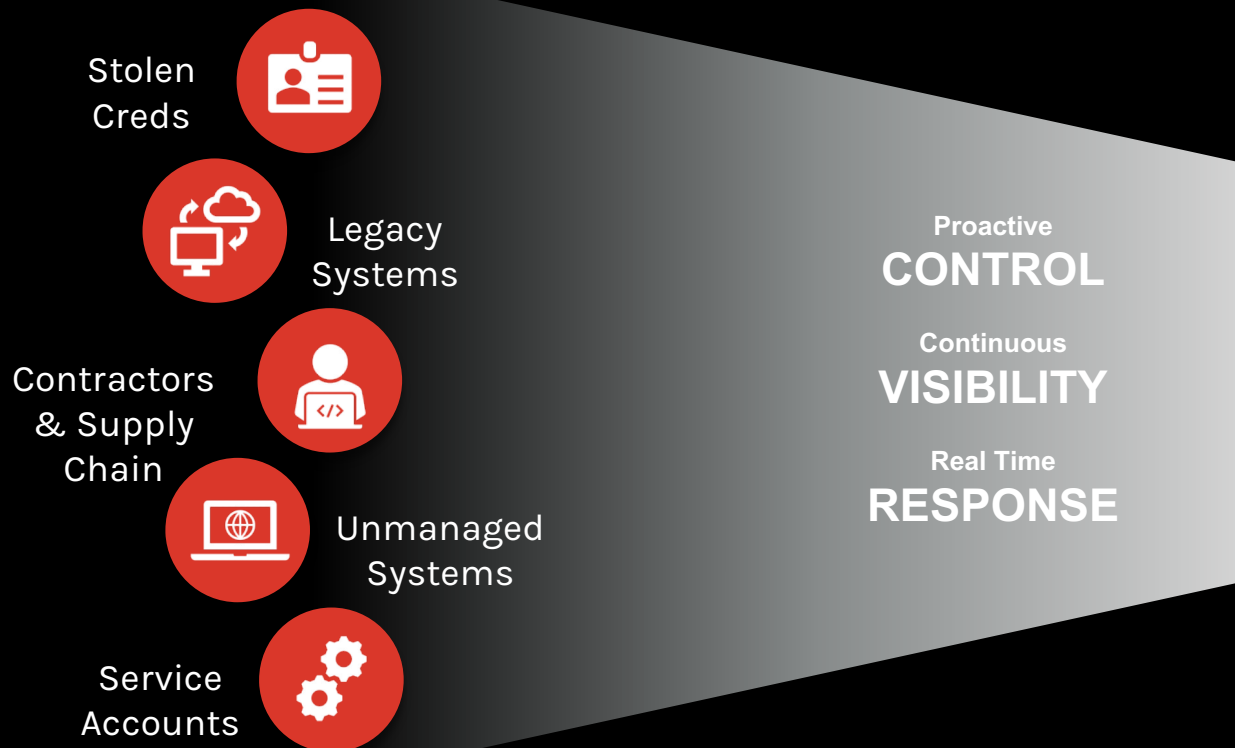 Stolen
Creds
Legacy
Systems
Contractors
& Supply
Chain
</>
Unmanaged
Systems
Service
Accounts
Proactive
CONTROL
Continuous
VISIBILITY
Real Time
RESPONSE